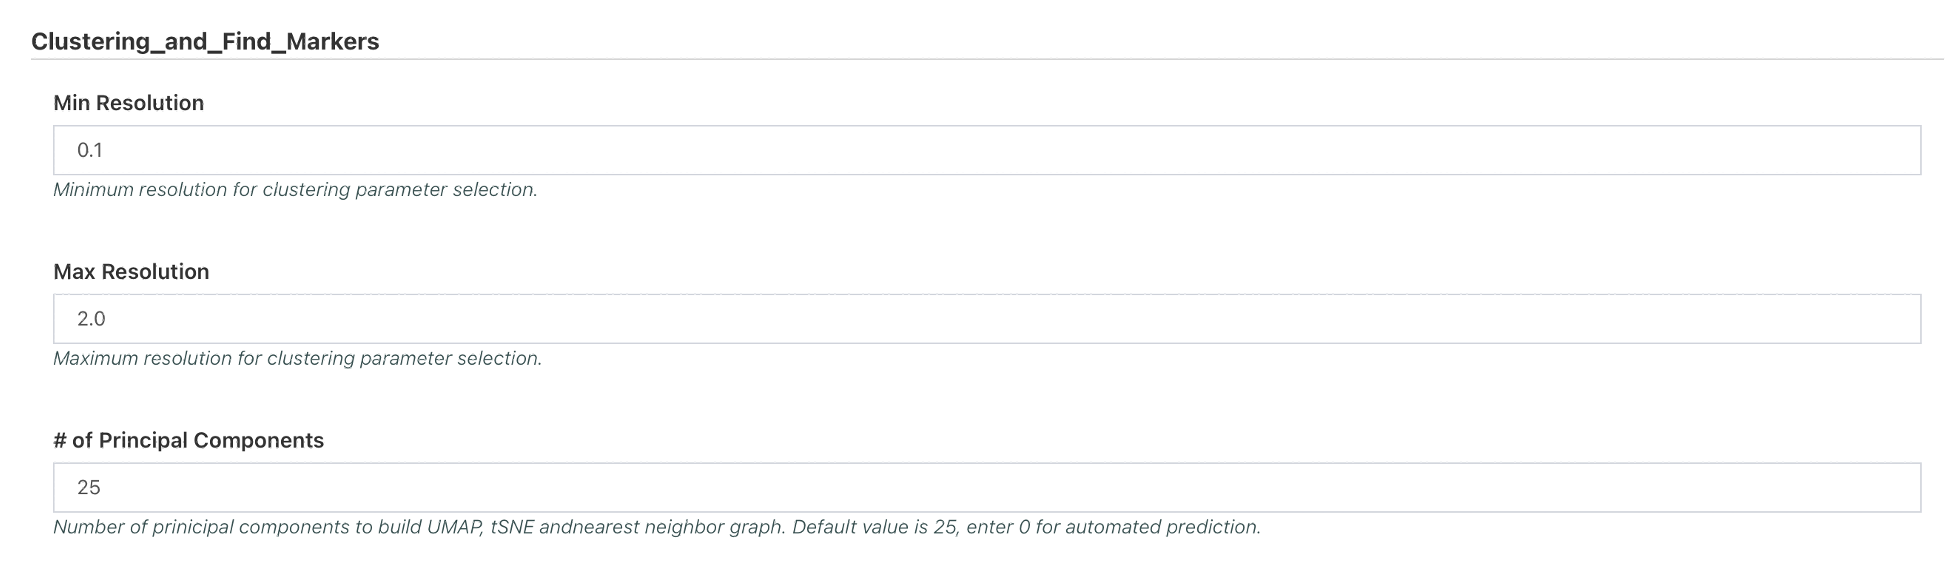 Clustering_and_Find_Markers
Min Resolution
0.1
Minimum resolution for clustering parameter selection.
Max Resolution
2.0
Maximum resolution for clustering parameter selection.
# of Principal Components
25
Number of prinicipal components to build UMAP, tSNE andnearest neighbor graph. Default value is 25, enter 0 for automated prediction.